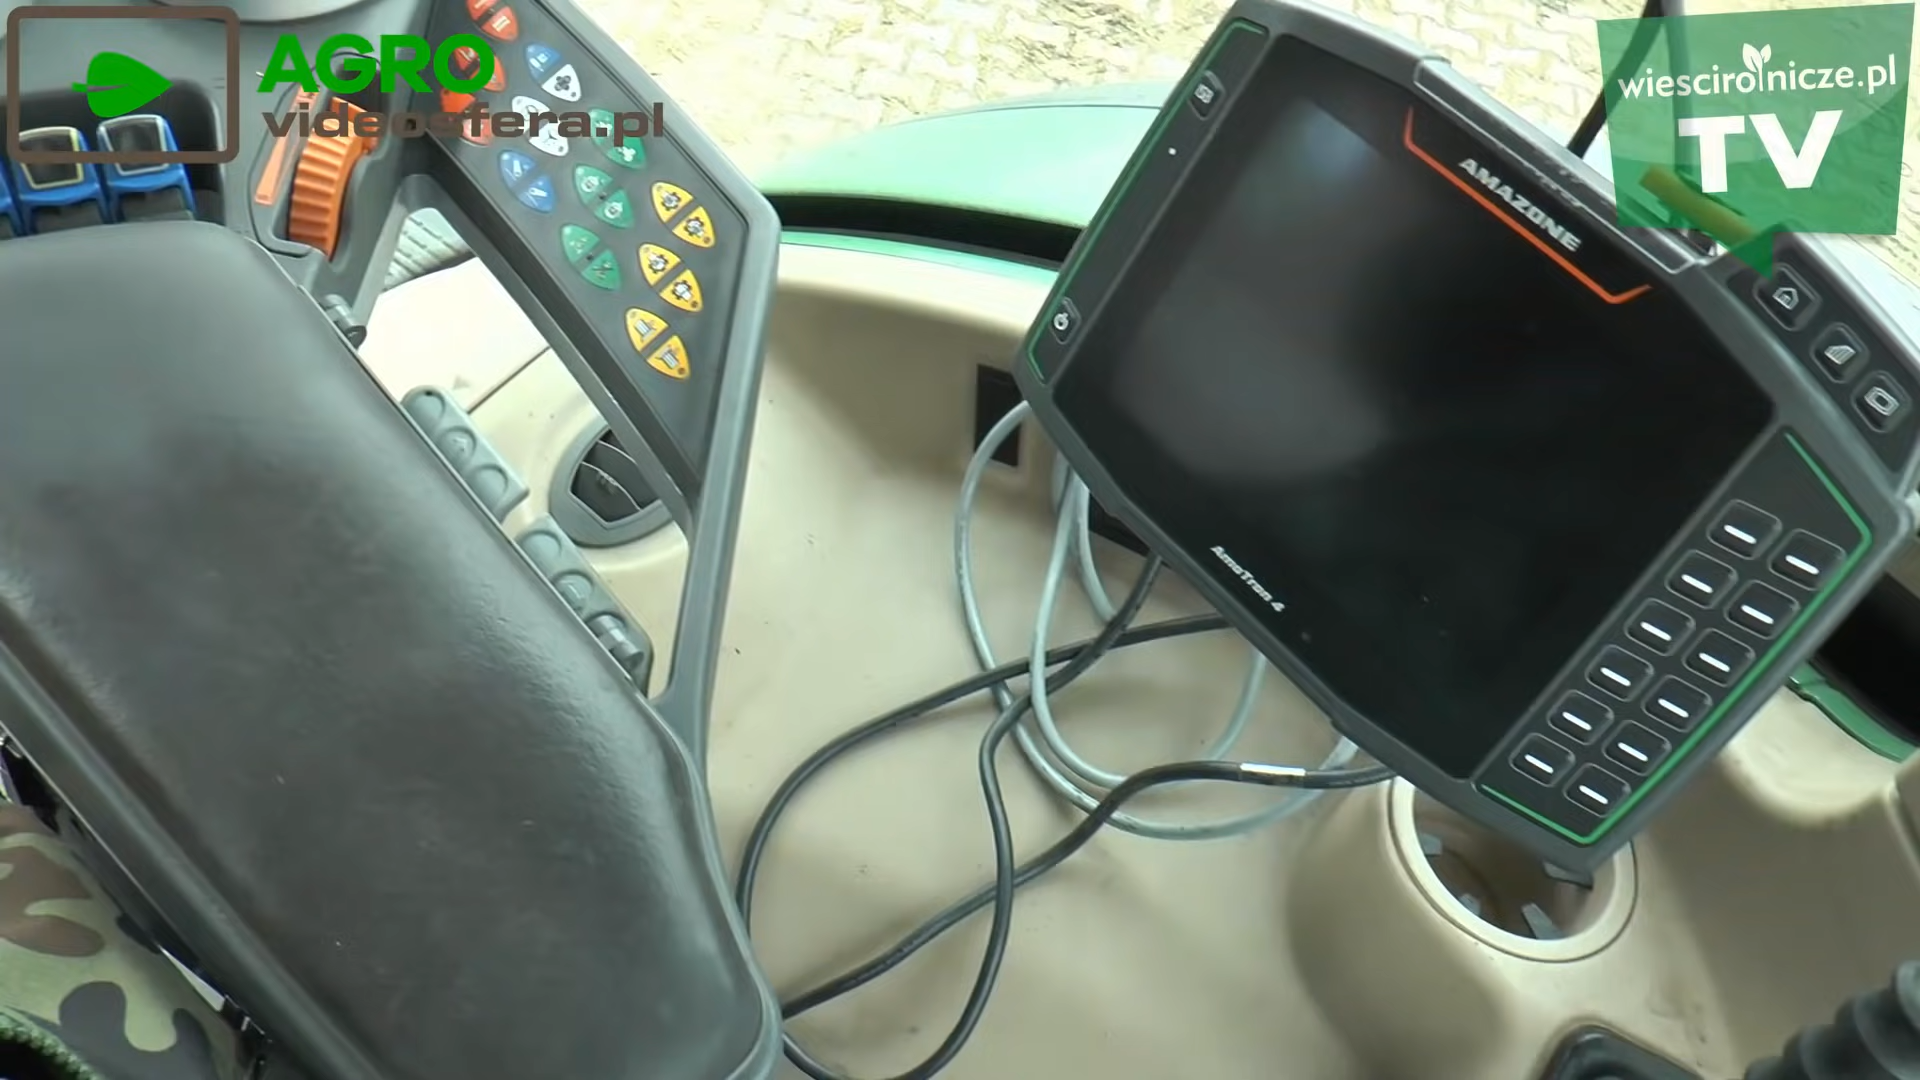 AGRO
videosfera.pl
wiescirolnicze.pl
TV
AMAZONE
AmaTron 4